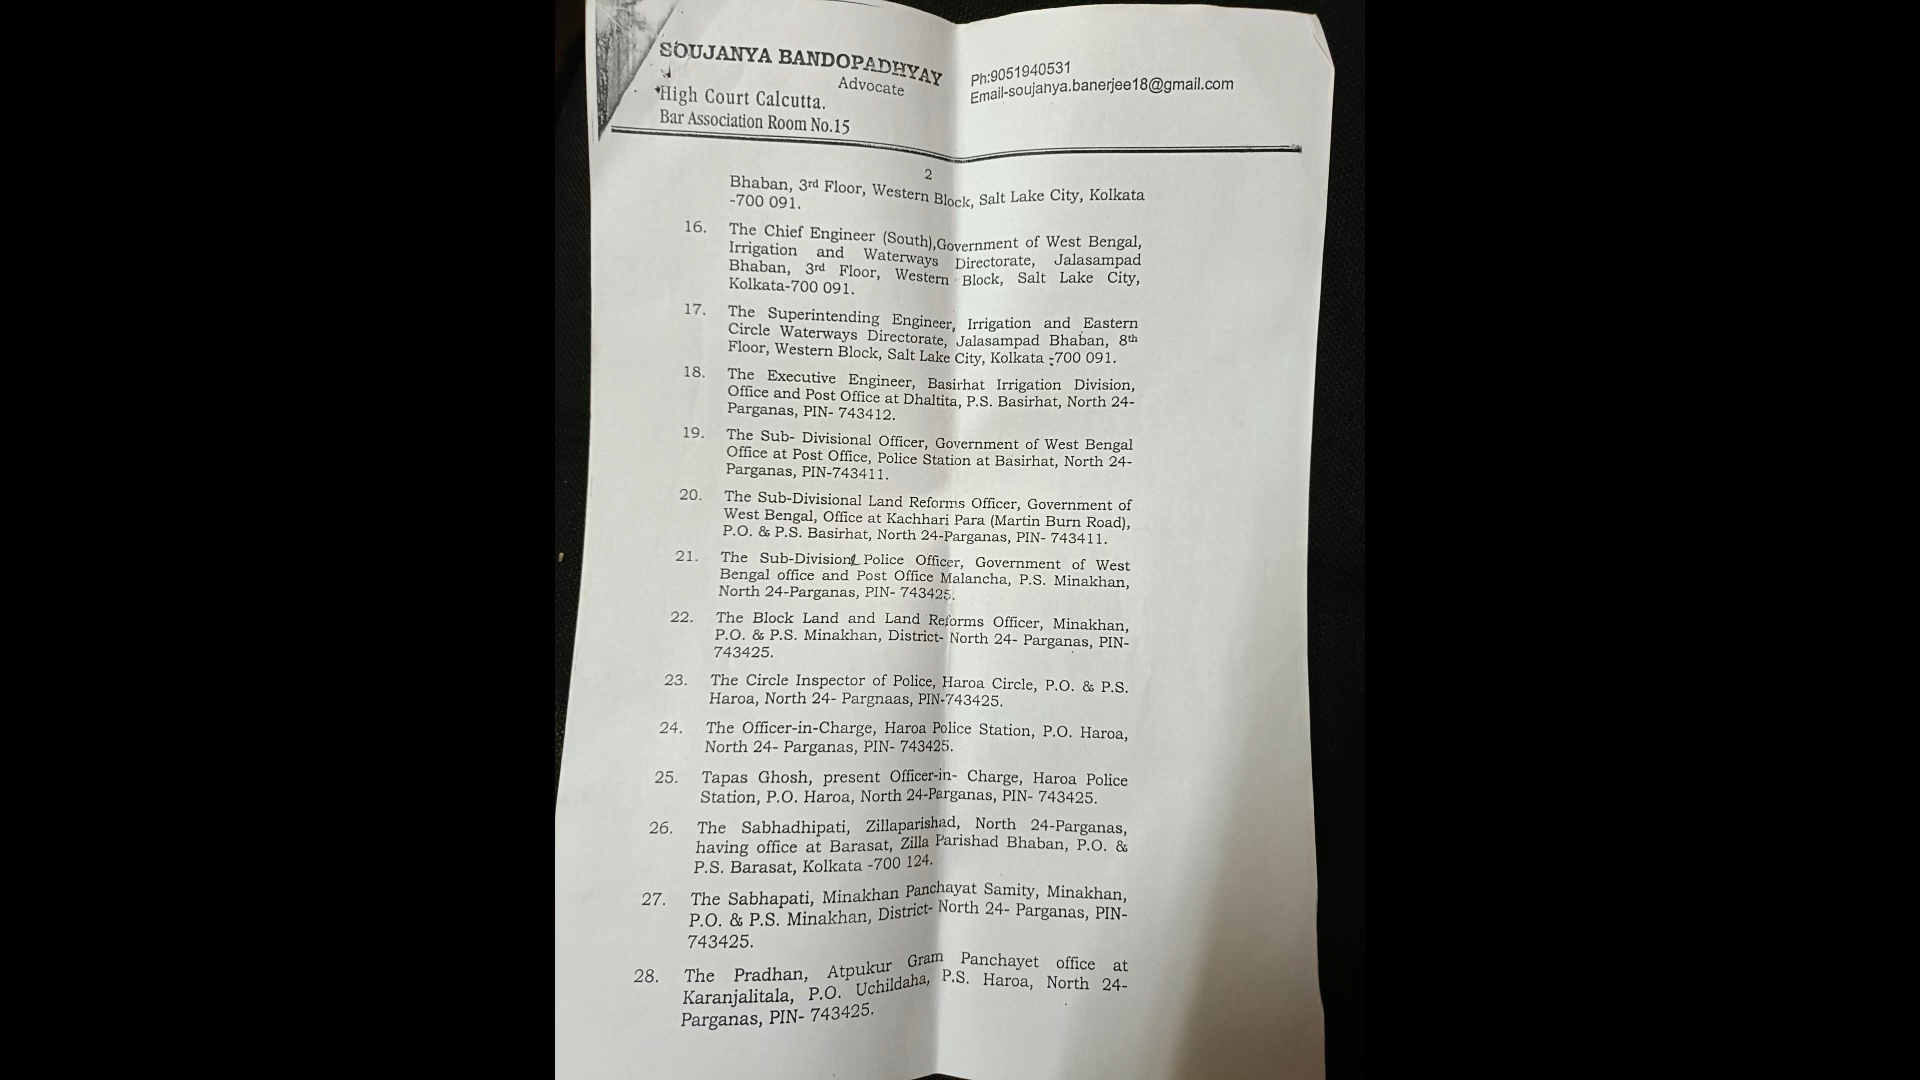 SOUJANYA BANDOPADHYAY
Advocate
High Court Calcutta.
Bar Association Room No.15
Ph:9051940531
Email-soujanya.banerjee18@gmail.com
2
Bhaban, 3rd Floor, Western Block, Salt Lake City, Kolkata
-700 091.
16. The Chief Engineer (South),Government of West Bengal,
Irrigation and Waterways Directorate, Jalasampad
Bhaban, 3rd Floor, Western Block, Salt Lake City,
Kolkata-700 091.
17. The Superintending Engineer, Irrigation and Eastern
Circle Waterways Directorate, Jalasampad Bhaban, 8th
Floor, Western Block, Salt Lake City, Kolkata -700 091.
18. The Executive Engineer, Basirhat Irrigation Division,
Office and Post Office at Dhaltita, P.S. Basirhat, North 24-
Parganas, PIN- 743412.
19. The Sub- Divisional Officer, Government of West Bengal
Office at Post Office, Police Station at Basirhat, North 24-
Parganas, PIN-743411.
20. The Sub-Divisional Land Reforms Officer, Government of
West Bengal, Office at Kachhari Para (Martin Burn Road),
P.O. & P.S. Basirhat, North 24-Parganas, PIN- 743411.
21. The Sub-Divisionl Police Officer, Government of West
Bengal office and Post Office Malancha, P.S. Minakhan,
North 24-Parganas, PIN- 743425.
22. The Block Land and Land Reforms Officer, Minakhan,
P.O. & P.S. Minakhan, District- North 24- Parganas, PIN-
743425.
23. The Circle Inspector of Police, Haroa Circle, P.O. & P.S.
Haroa, North 24- Pargnaas, PIN-743425.
24. The Officer-in-Charge, Haroa Police Station, P.O. Haroa,
North 24- Parganas, PIN- 743425.
25. Tapas Ghosh, present Officer-in- Charge, Haroa Police
Station, P.O. Haroa, North 24-Parganas, PIN- 743425.
26. The Sabhadhipati, Zillaparishad, North 24-Parganas,
having office at Barasat, Zilla Parishad Bhaban, P.O. &
P.S. Barasat, Kolkata -700 124.
27. The Sabhapati, Minakhan Panchayat Samity, Minakhan,
P.O. & P.S. Minakhan, District- North 24- Parganas, PIN-
743425.
28. The Pradhan, Atpukur Gram Panchayet office at
Karanjalitala, P.O. Uchildaha, P.S. Haroa, North 24-
Parganas, PIN- 743425.